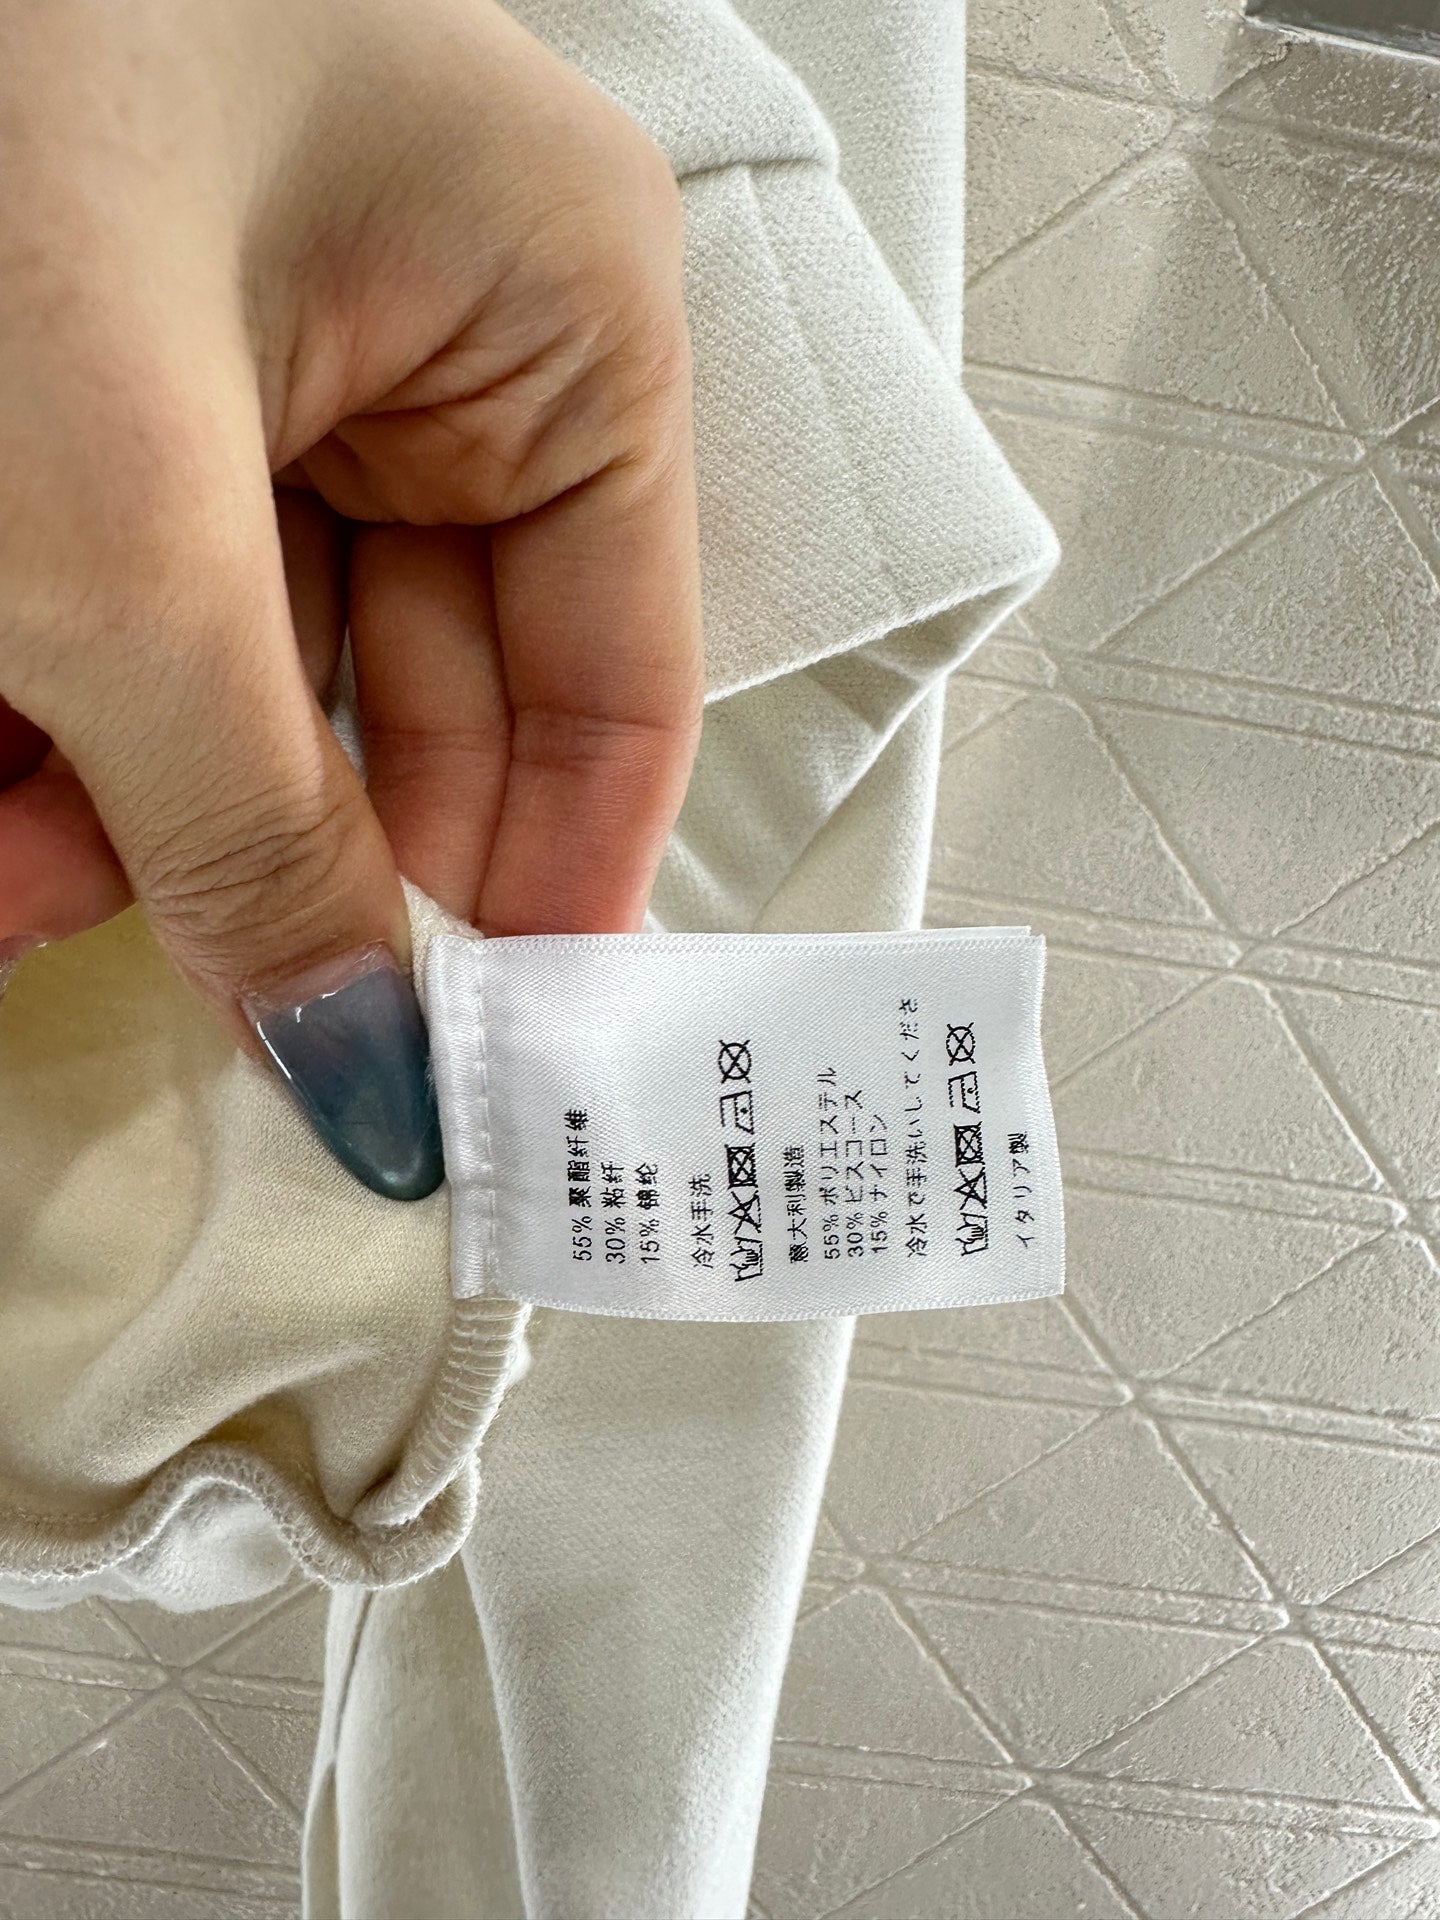 55% 聚酯纤维
30% 粘纤
15% 锦纶
冷水手洗
意大利製造
55% ポリエステル
30% ビスコース
15% ナイロン
冷水で手洗いしてくださ
イタリア製